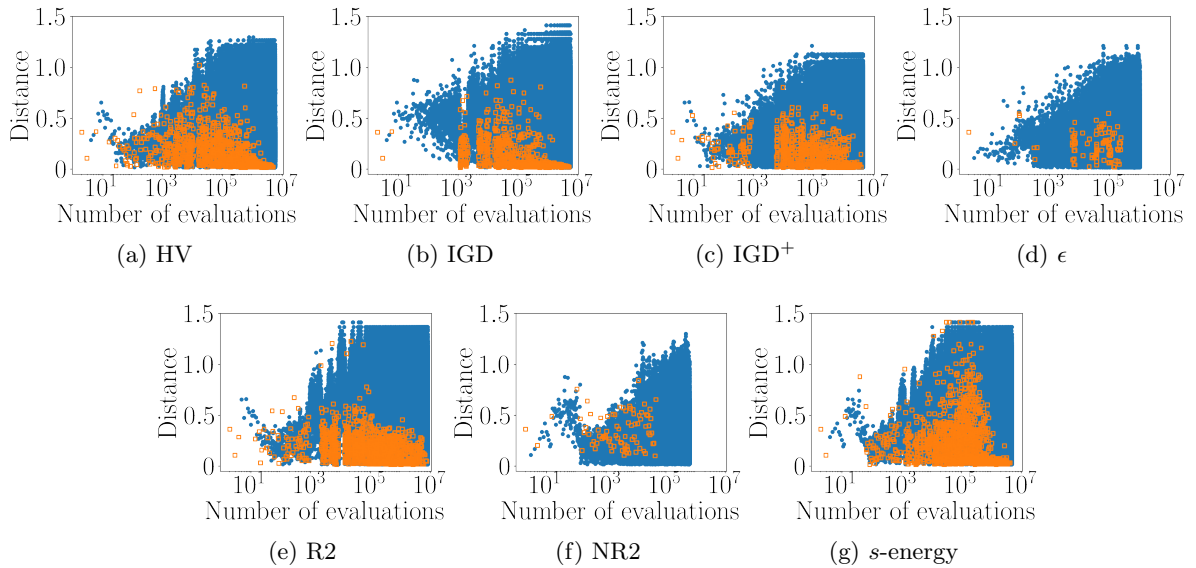 1.5
1.0
0.5
0
Distance
10^1 10^3 10^5 10^7
Number of evaluations
(a) HV
1.5
1.0
0.5
0
Distance
10^1 10^3 10^5 10^7
Number of evaluations
(b) IGD
1.5
1.0
0.5
0
Distance
10^1 10^3 10^5 10^7
Number of evaluations
(c) IGD^+
1.5
1.0
0.5
0
Distance
10^1 10^3 10^5 10^7
Number of evaluations
(d) ϵ
1.5
1.0
0.5
0
Distance
10^1 10^3 10^5 10^7
Number of evaluations
(e) R2
1.5
1.0
0.5
0
Distance
10^1 10^3 10^5 10^7
Number of evaluations
(f) NR2
1.5
1.0
0.5
0
Distance
10^1 10^3 10^5 10^7
Number of evaluations
(g) s-energy